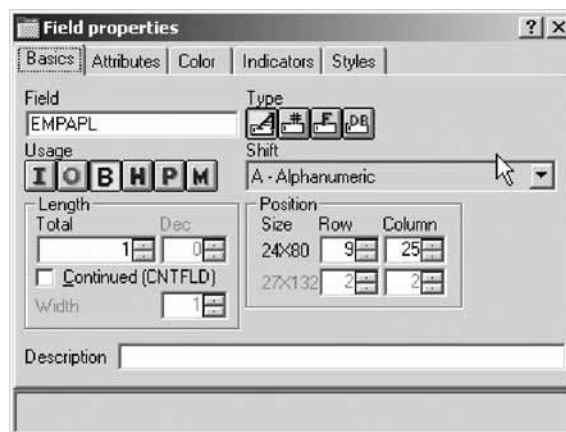 Field properties
Basics Attributes Color Indicators Styles
Field Type
EMPAPL A # F DB
Usage Shift
I O B H P M A - Alphanumeric
Length Position
Total Dec Size Row Column
1 0 24X80 9 25
Continued (CNTFLD) 27X132 2 2
Width 1
Description